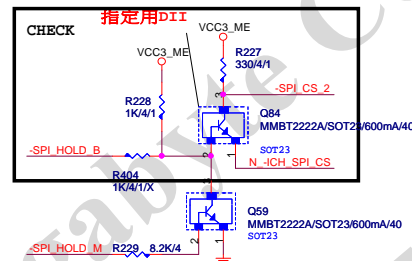 指定用DII
CHECK
VCC3_ME
VCC3_ME
R227
330/4/1
-SPI_CS_2
R228
1K/4/1
Q84
MMBT2222A/SOT23/600mA/40
SOT23
3
2
1
-SPI_HOLD_B
N_-ICH_SPI_CS
R404
1K/4/1/X
3
Q59
MMBT2222A/SOT23/600mA/40
SOT23
2
1
-SPI_HOLD_M
R229
8.2K/4
gabyte C